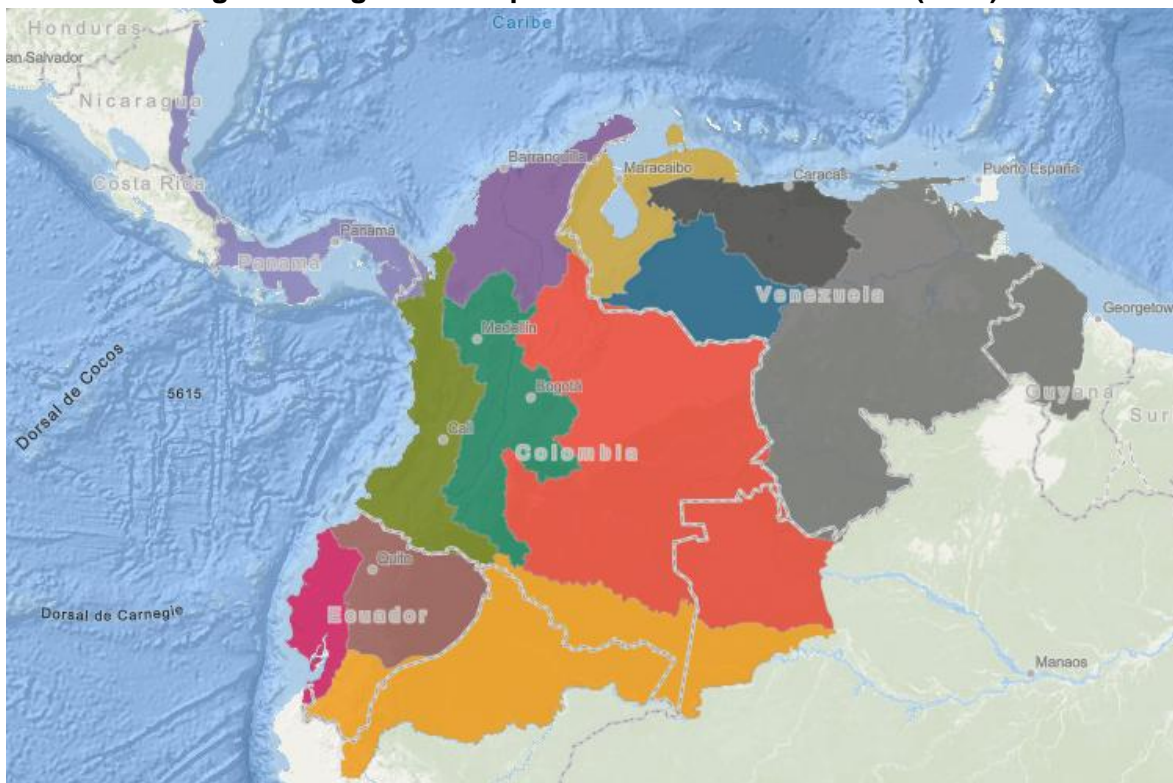 Caribe
Honduras
an Salvador
Nicaragua
Barranquilla
Maracaibo
Caracas
Puerto España
Costa Rica
Panamá
Panamá
Venezuela
Georgetow
Medellín
Dorsal de Cocos
5615
Bogotá
Guyana
Sur
Cali
Colombia
Quito
Dorsal de Carnegie
Ecuador
Manaos